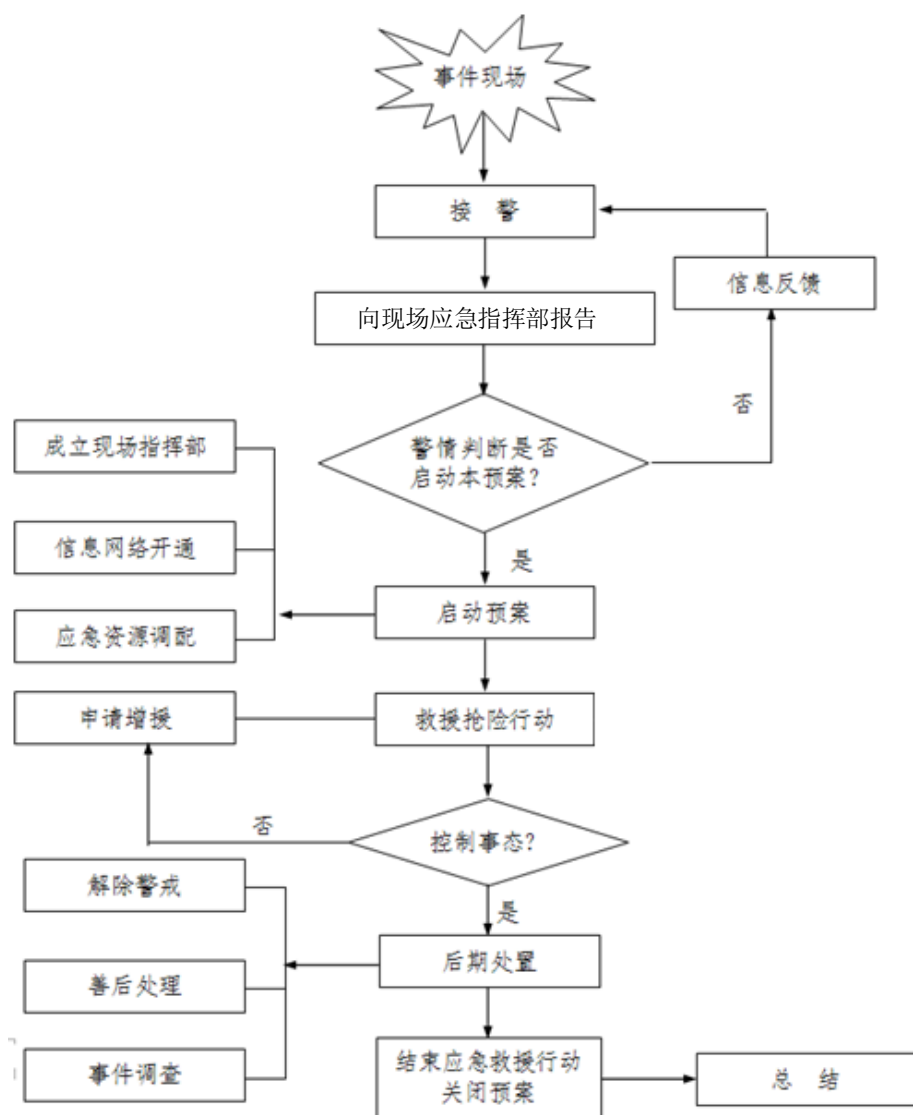 事件现场
接 警
信息反馈
向现场应急指挥部报告
否
成立现场指挥部
警情判断是否
启动本预案?
信息网络开通
是
启动预案
应急资源调配
申请增援
救援抢险行动
否
控制事态?
解除警戒
是
后期处置
善后处理
事件调查
结束应急救援行动
关闭预案
总 结